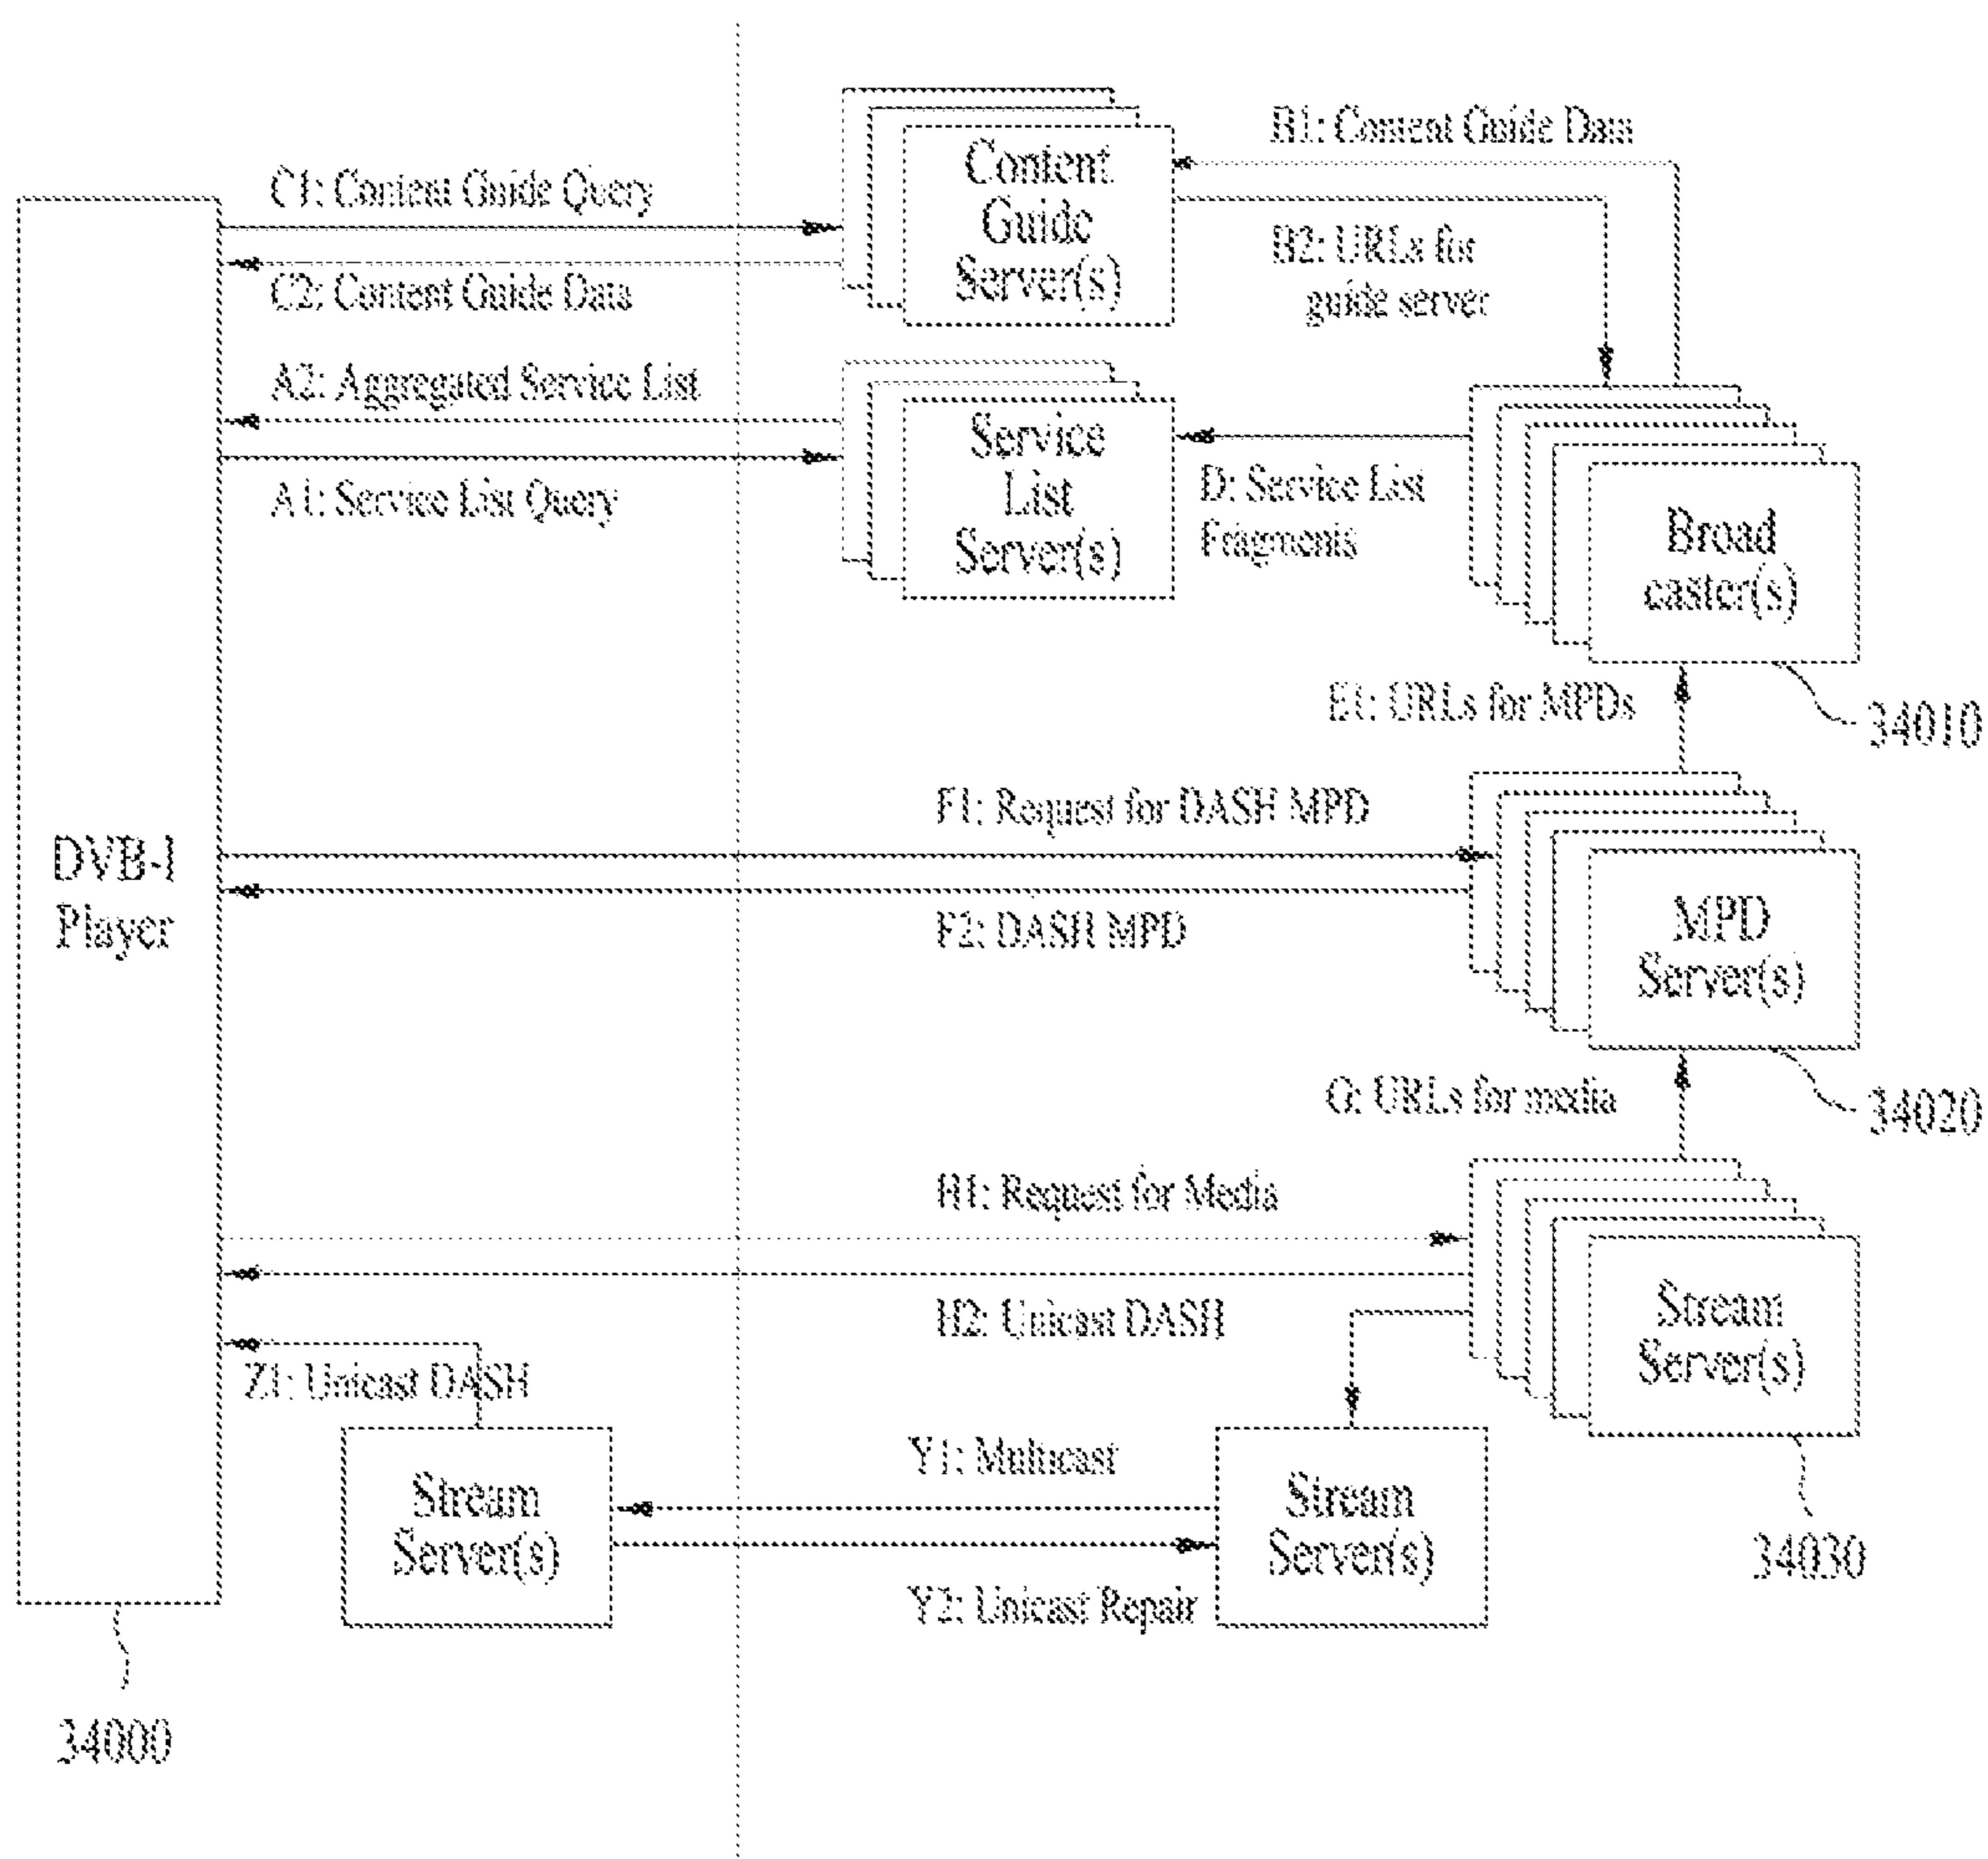 C1: Content Guide Query
C2: Content Guide Data
A2: Aggregated Service List
A1: Service List Query
DVB-I
Player
34000
Content
Guide
Server(s)
B1: Content Guide Data
B2: URLs for
guide server
Service
List
Server(s)
D: Service List
Fragments
Broad
caster(s)
34010
E1: URLs for MPDs
F1: Request for DASH MPD
F2: DASH MPD
MPD
Server(s)
34020
G: URLs for media
H1: Request for Media
H2: Unicast DASH
Stream
Server(s)
34030
Z1: Unicast DASH
Stream
Server(s)
Y1: Multicast
Y2: Unicast Repair
Stream
Server(s)